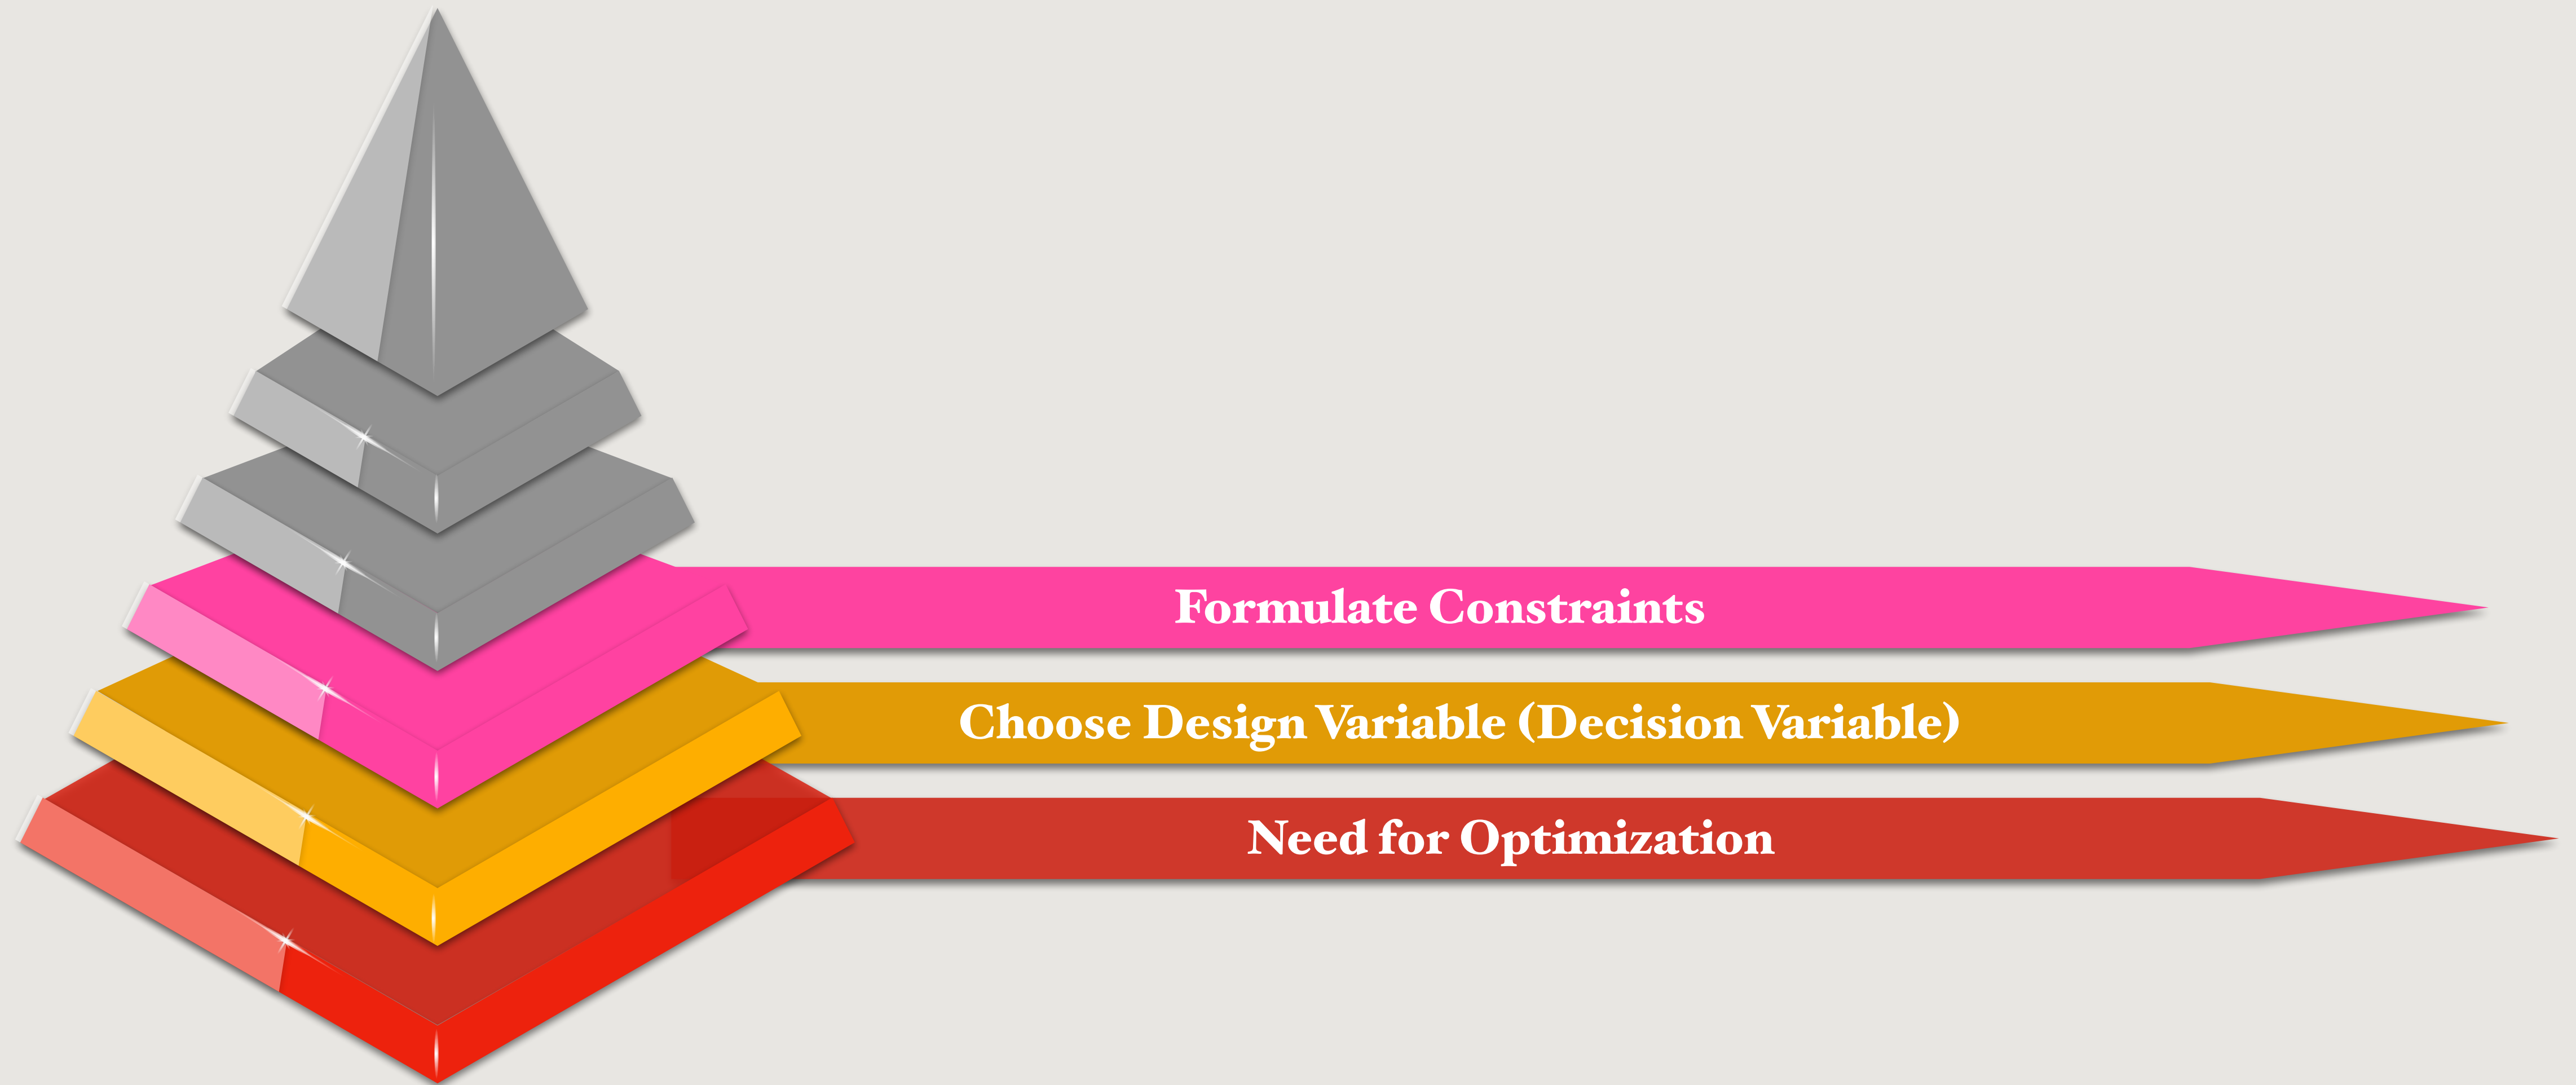 Formulate Constraints
Choose Design Variable (Decision Variable)
Need for Optimization